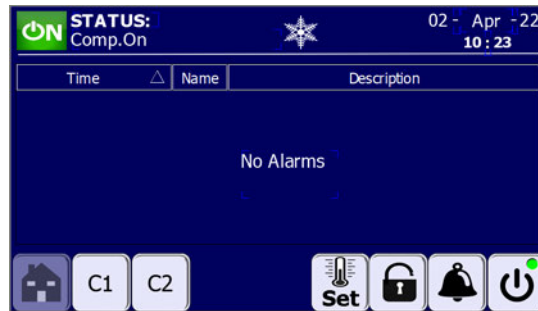 ON STATUS: 02 - Apr - 22
Comp.On 10 : 23
Time Name Description
No Alarms
C1 C2 Set